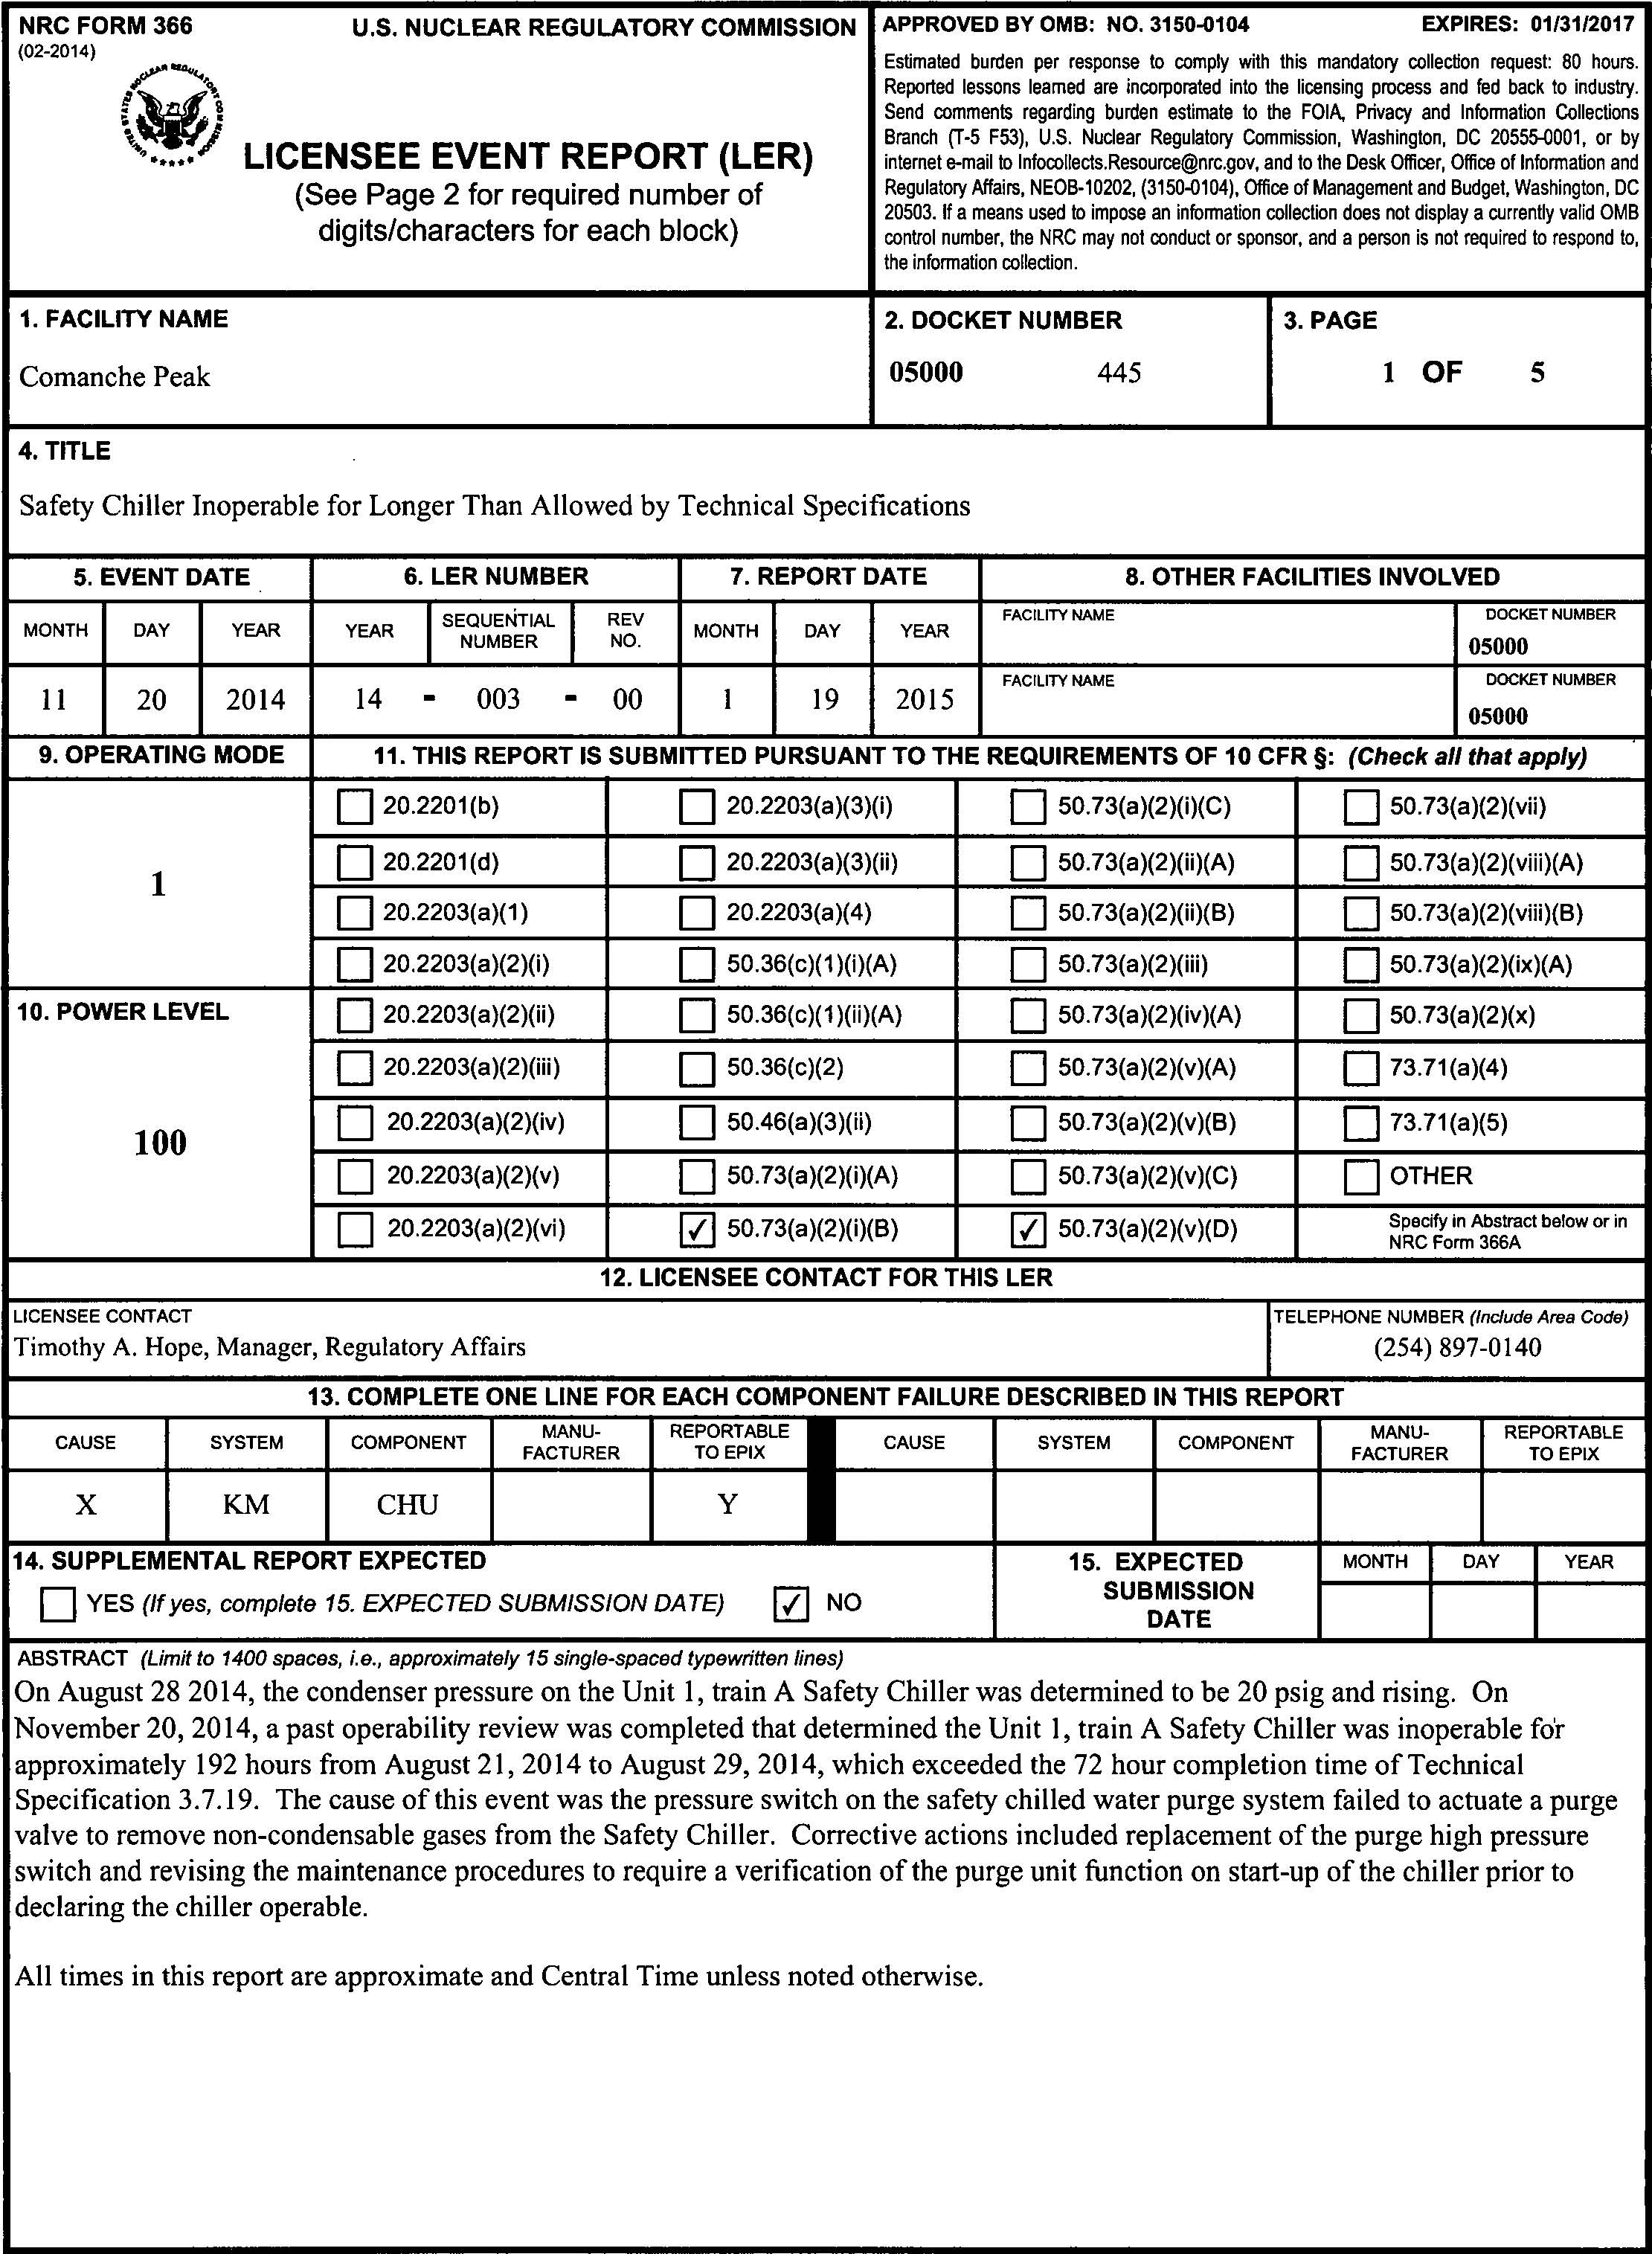 NRC FORM 366
(02-2014)
U.S. NUCLEAR REGULATORY COMMISSION
UNITED STATES NUCLEAR REGULATORY COMMISSION
LICENSEE EVENT REPORT (LER)
(See Page 2 for required number of
digits/characters for each block)
APPROVED BY OMB: NO. 3150-0104 EXPIRES: 01/31/2017
Estimated burden per response to comply with this mandatory collection request: 80 hours.
Reported lessons learned are incorporated into the licensing process and fed back to industry.
Send comments regarding burden estimate to the FOIA, Privacy and Information Collections
Branch (T-5 F53), U.S. Nuclear Regulatory Commission, Washington, DC 20555-0001, or by
internet e-mail to Infocollects.Resource@nrc.gov, and to the Desk Officer, Office of Information and
Regulatory Affairs, NEOB-10202, (3150-0104), Office of Management and Budget, Washington, DC
20503. If a means used to impose an information collection does not display a currently valid OMB
control number, the NRC may not conduct or sponsor, and a person is not required to respond to,
the information collection.
1. FACILITY NAME
Comanche Peak
2. DOCKET NUMBER
05000 445
3. PAGE
1 OF 5
4. TITLE
Safety Chiller Inoperable for Longer Than Allowed by Technical Specifications
5. EVENT DATE 6. LER NUMBER 7. REPORT DATE 8. OTHER FACILITIES INVOLVED
MONTH DAY YEAR YEAR SEQUENTIAL NUMBER REV NO. MONTH DAY YEAR
FACILITY NAME DOCKET NUMBER
05000
11 20 2014 14 - 003 - 00 1 19 2015
FACILITY NAME DOCKET NUMBER
05000
9. OPERATING MODE
1
10. POWER LEVEL
100
11. THIS REPORT IS SUBMITTED PURSUANT TO THE REQUIREMENTS OF 10 CFR §: (Check all that apply)
20.2201(b) 20.2203(a)(3)(i) 50.73(a)(2)(i)(C) 50.73(a)(2)(vii)
20.2201(d) 20.2203(a)(3)(ii) 50.73(a)(2)(ii)(A) 50.73(a)(2)(viii)(A)
20.2203(a)(1) 20.2203(a)(4) 50.73(a)(2)(ii)(B) 50.73(a)(2)(viii)(B)
20.2203(a)(2)(i) 50.36(c)(1)(i)(A) 50.73(a)(2)(iii) 50.73(a)(2)(ix)(A)
20.2203(a)(2)(ii) 50.36(c)(1)(ii)(A) 50.73(a)(2)(iv)(A) 50.73(a)(2)(x)
20.2203(a)(2)(iii) 50.36(c)(2) 50.73(a)(2)(v)(A) 73.71(a)(4)
20.2203(a)(2)(iv) 50.46(a)(3)(ii) 50.73(a)(2)(v)(B) 73.71(a)(5)
20.2203(a)(2)(v) 50.73(a)(2)(i)(A) 50.73(a)(2)(v)(C) OTHER
20.2203(a)(2)(vi) ✓ 50.73(a)(2)(i)(B) ✓ 50.73(a)(2)(v)(D)
Specify in Abstract below or in
NRC Form 366A
12. LICENSEE CONTACT FOR THIS LER
LICENSEE CONTACT
Timothy A. Hope, Manager, Regulatory Affairs
TELEPHONE NUMBER (Include Area Code)
(254) 897-0140
13. COMPLETE ONE LINE FOR EACH COMPONENT FAILURE DESCRIBED IN THIS REPORT
CAUSE SYSTEM COMPONENT MANU-FACTURER REPORTABLE TO EPIX CAUSE SYSTEM COMPONENT MANU-FACTURER REPORTABLE TO EPIX
X KM CHU Y
14. SUPPLEMENTAL REPORT EXPECTED
YES (If yes, complete 15. EXPECTED SUBMISSION DATE) ✓ NO
15. EXPECTED
SUBMISSION
DATE
MONTH DAY YEAR
ABSTRACT (Limit to 1400 spaces, i.e., approximately 15 single-spaced typewritten lines)
On August 28 2014, the condenser pressure on the Unit 1, train A Safety Chiller was determined to be 20 psig and rising. On
November 20, 2014, a past operability review was completed that determined the Unit 1, train A Safety Chiller was inoperable for
approximately 192 hours from August 21, 2014 to August 29, 2014, which exceeded the 72 hour completion time of Technical
Specification 3.7.19. The cause of this event was the pressure switch on the safety chilled water purge system failed to actuate a purge
valve to remove non-condensable gases from the Safety Chiller. Corrective actions included replacement of the purge high pressure
switch and revising the maintenance procedures to require a verification of the purge unit function on start-up of the chiller prior to
declaring the chiller operable.
All times in this report are approximate and Central Time unless noted otherwise.